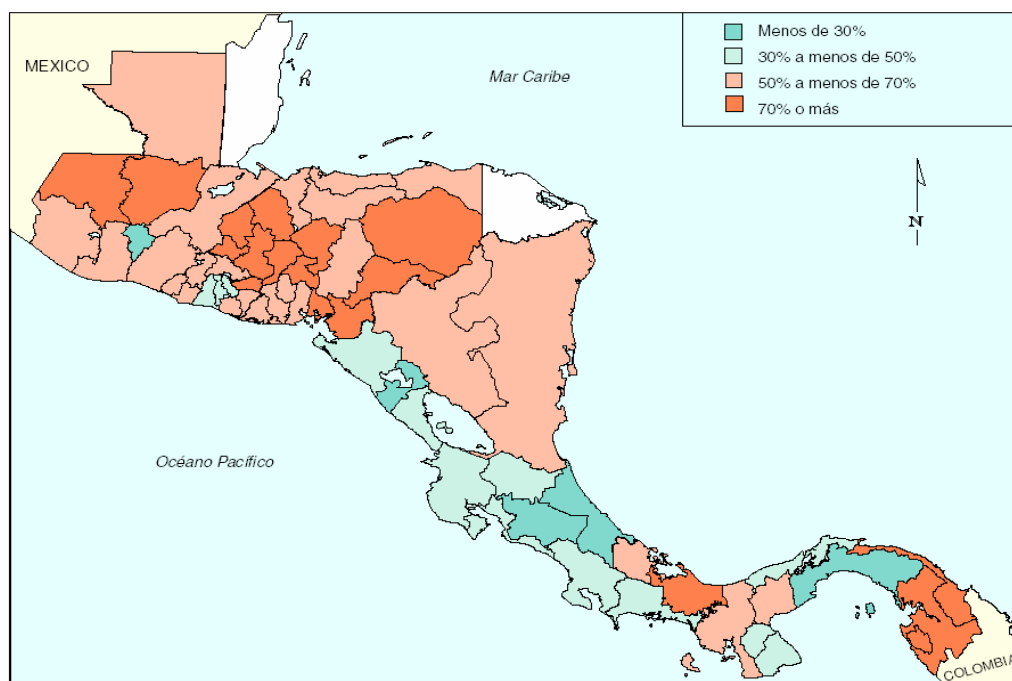 Menos de 30%
30% a menos de 50%
50% a menos de 70%
70% o más
MEXICO
Mar Caribe
N
Océano Pacífico
COLOMBIA